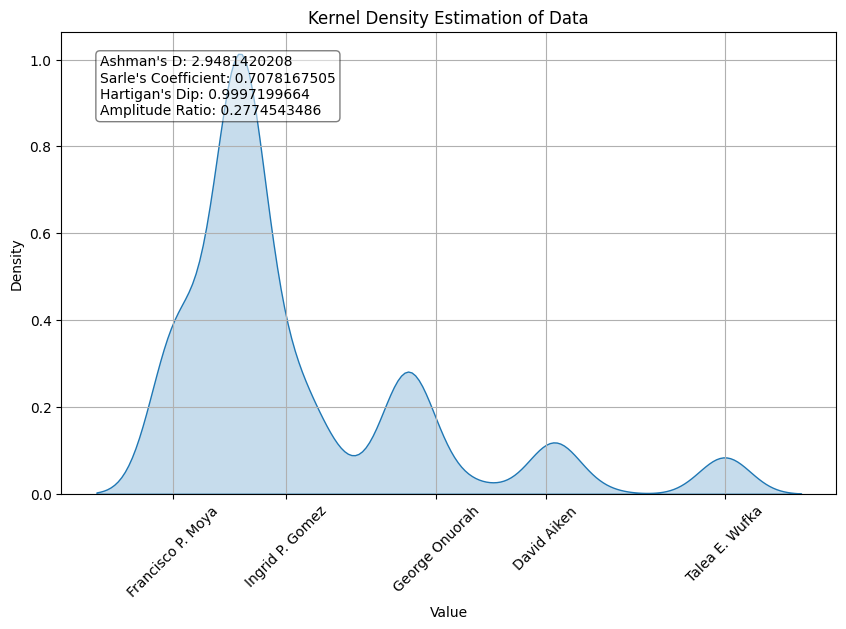 Kernel Density Estimation of Data
Ashman's D: 2.9481420208
Sarle's Coefficient: 0.7078167505
Hartigan's Dip: 0.9997199664
Amplitude Ratio: 0.2774543486
Density
1.0
0.8
0.6
0.4
0.2
0.0
Francisco P. Moya
Ingrid P. Gomez
George Onuorah
David Aiken
Talea E. Wufka
Value